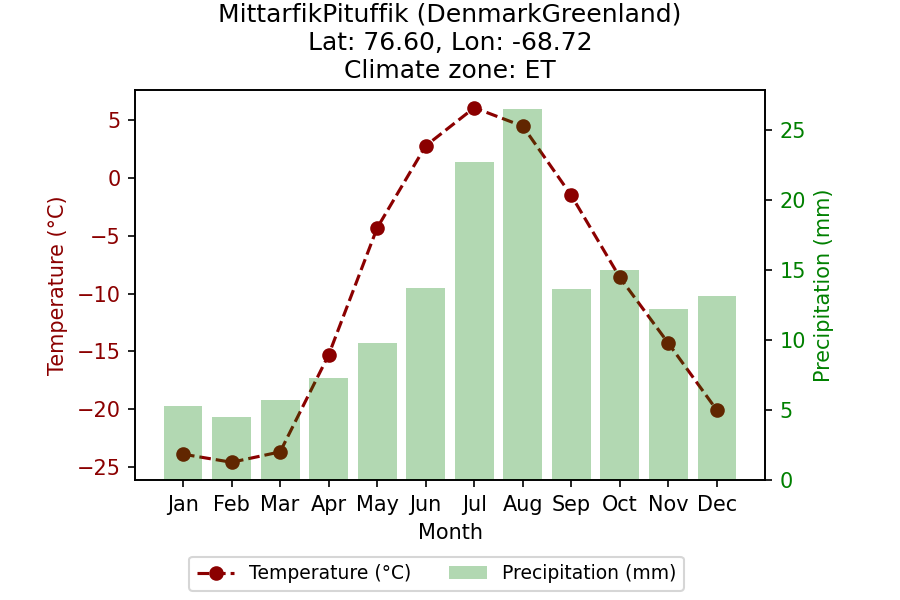 MittarfikPituffik (DenmarkGreenland)
Lat: 76.60, Lon: -68.72
Climate zone: ET
Temperature (°C)
5
0
−5
−10
−15
−20
−25
25
20
15
10
5
0
Precipitation (mm)
Jan Feb Mar Apr May Jun Jul Aug Sep Oct Nov Dec
Month
Temperature (°C) Precipitation (mm)